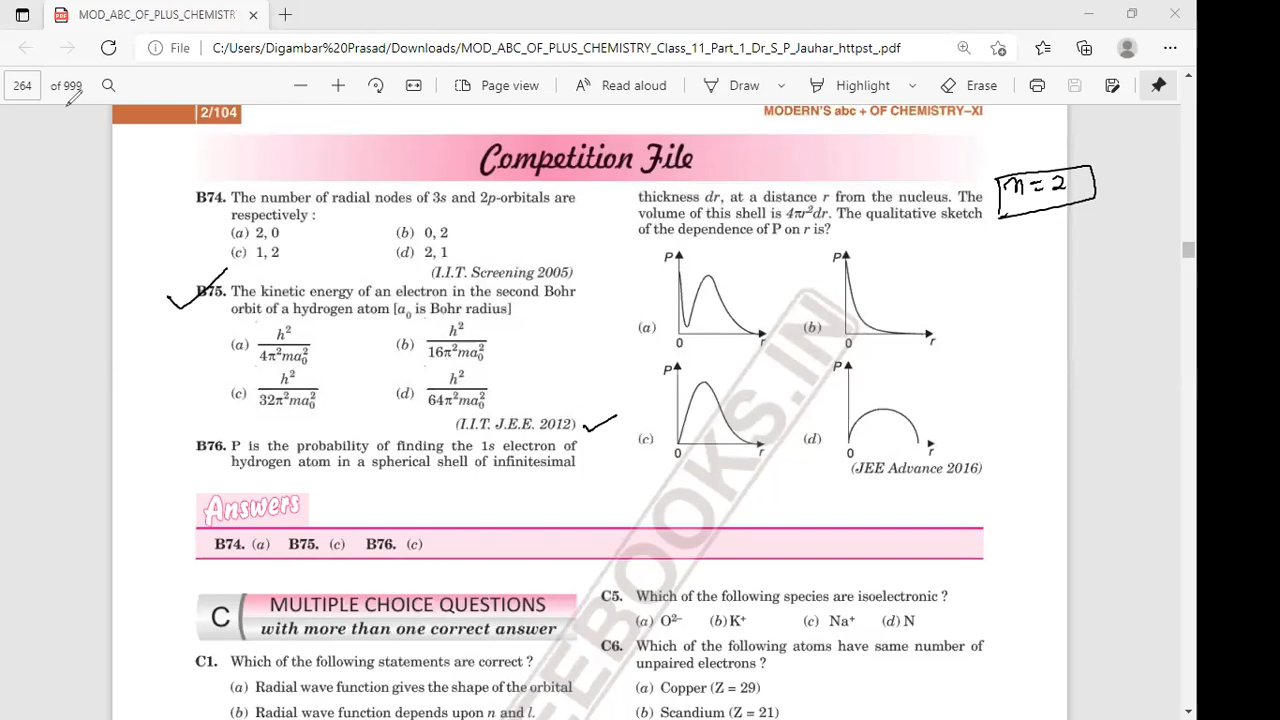 MOD_ABC_OF_PLUS_CHEMISTRY
File
C:/Users/Digambar%20Prasad/Downloads/MOD_ABC_OF_PLUS_CHEMISTRY_Class_11_Part_1_Dr_S_P_Jauhar_httpst_.pdf
264 of 999
Page view
Read aloud
Draw
Highlight
Erase
2/104
MODERN'S abc + OF CHEMISTRY–XI
Competition File
B74. The number of radial nodes of 3s and 2p-orbitals are
respectively :
(a) 2, 0 (b) 0, 2
(c) 1, 2 (d) 2, 1
(I.I.T. Screening 2005)
B75. The kinetic energy of an electron in the second Bohr
orbit of a hydrogen atom [a₀ is Bohr radius]
(a) h²/4π²ma₀² (b) h²/16π²ma₀²
(c) h²/32π²ma₀² (d) h²/64π²ma₀²
(I.I.T. J.E.E. 2012)
B76. P is the probability of finding the 1s electron of
hydrogen atom in a spherical shell of infinitesimal
thickness dr, at a distance r from the nucleus. The
volume of this shell is 4πr²dr. The qualitative sketch
of the dependence of P on r is?
n = 2
(a) P 0 r (b) P 0 r
(c) P 0 r (d) P 0 r
(JEE Advance 2016)
Answers
B74. (a) B75. (c) B76. (c)
C MULTIPLE CHOICE QUESTIONS
with more than one correct answer
C1. Which of the following statements are correct ?
(a) Radial wave function gives the shape of the orbital
(b) Radial wave function depends upon n and l.
C5. Which of the following species are isoelectronic ?
(a) O²⁻ (b) K⁺ (c) Na⁺ (d) N
C6. Which of the following atoms have same number of
unpaired electrons ?
(a) Copper (Z = 29)
(b) Scandium (Z = 21)
EEBOOKS.IN